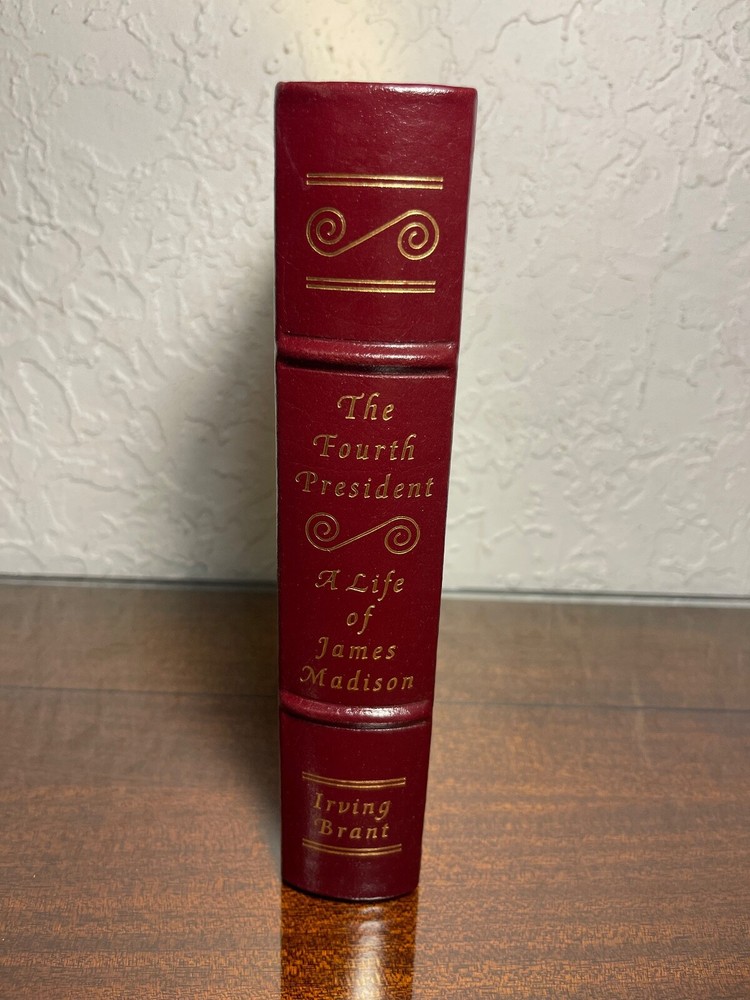 The
Fourth
President
A Life
of
James
Madison
Irving
Brant